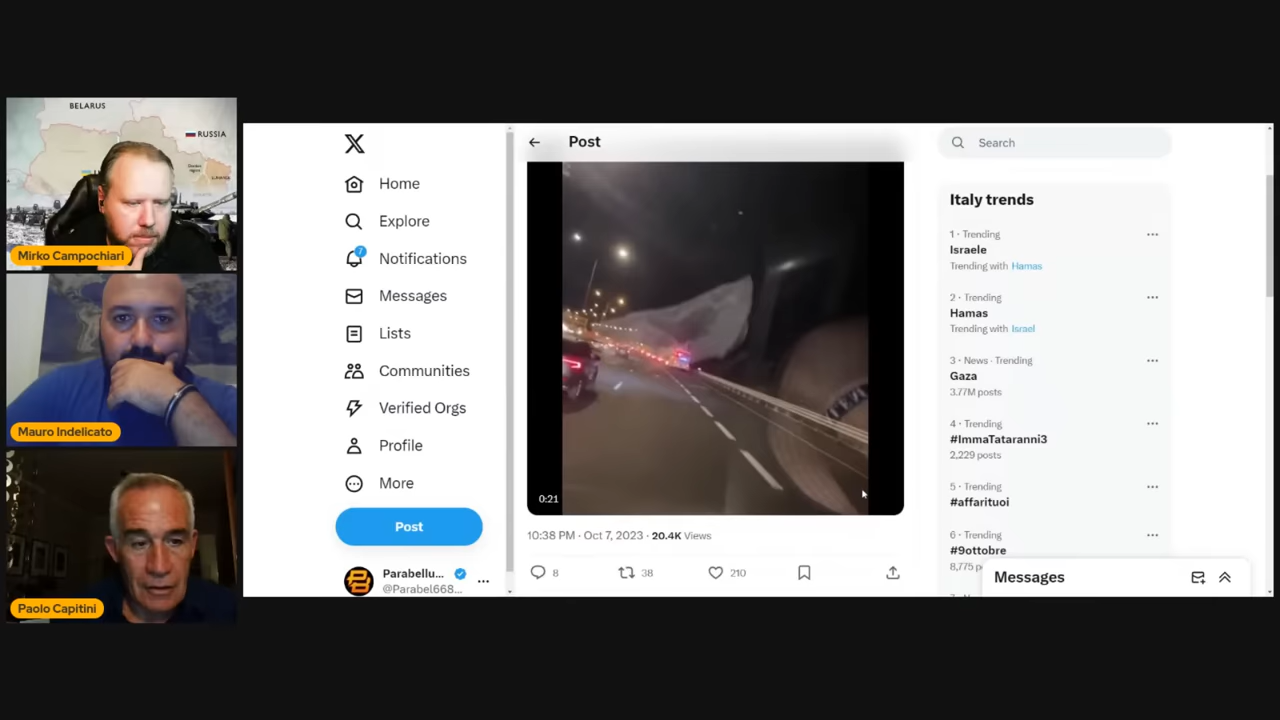 BELARUS
RUSSIA
Mirko Campochiari
Mauro Indelicato
Paolo Capitini
X
Home
Explore
7
Notifications
Messages
Lists
Communities
Verified Orgs
Profile
More
Post
Parabellu...
@Parabel668...
Post
0:21
10:38 PM · Oct 7, 2023 · 20.4K Views
8
38
210
Search
Italy trends
1 · Trending
Israele
Trending with Hamas
2 · Trending
Hamas
Trending with Israel
3 · News · Trending
Gaza
3.77M posts
4 · Trending
#ImmaTataranni3
2,229 posts
5 · Trending
#affarituoi
6 · Trending
#9ottobre
8,775 p
Messages